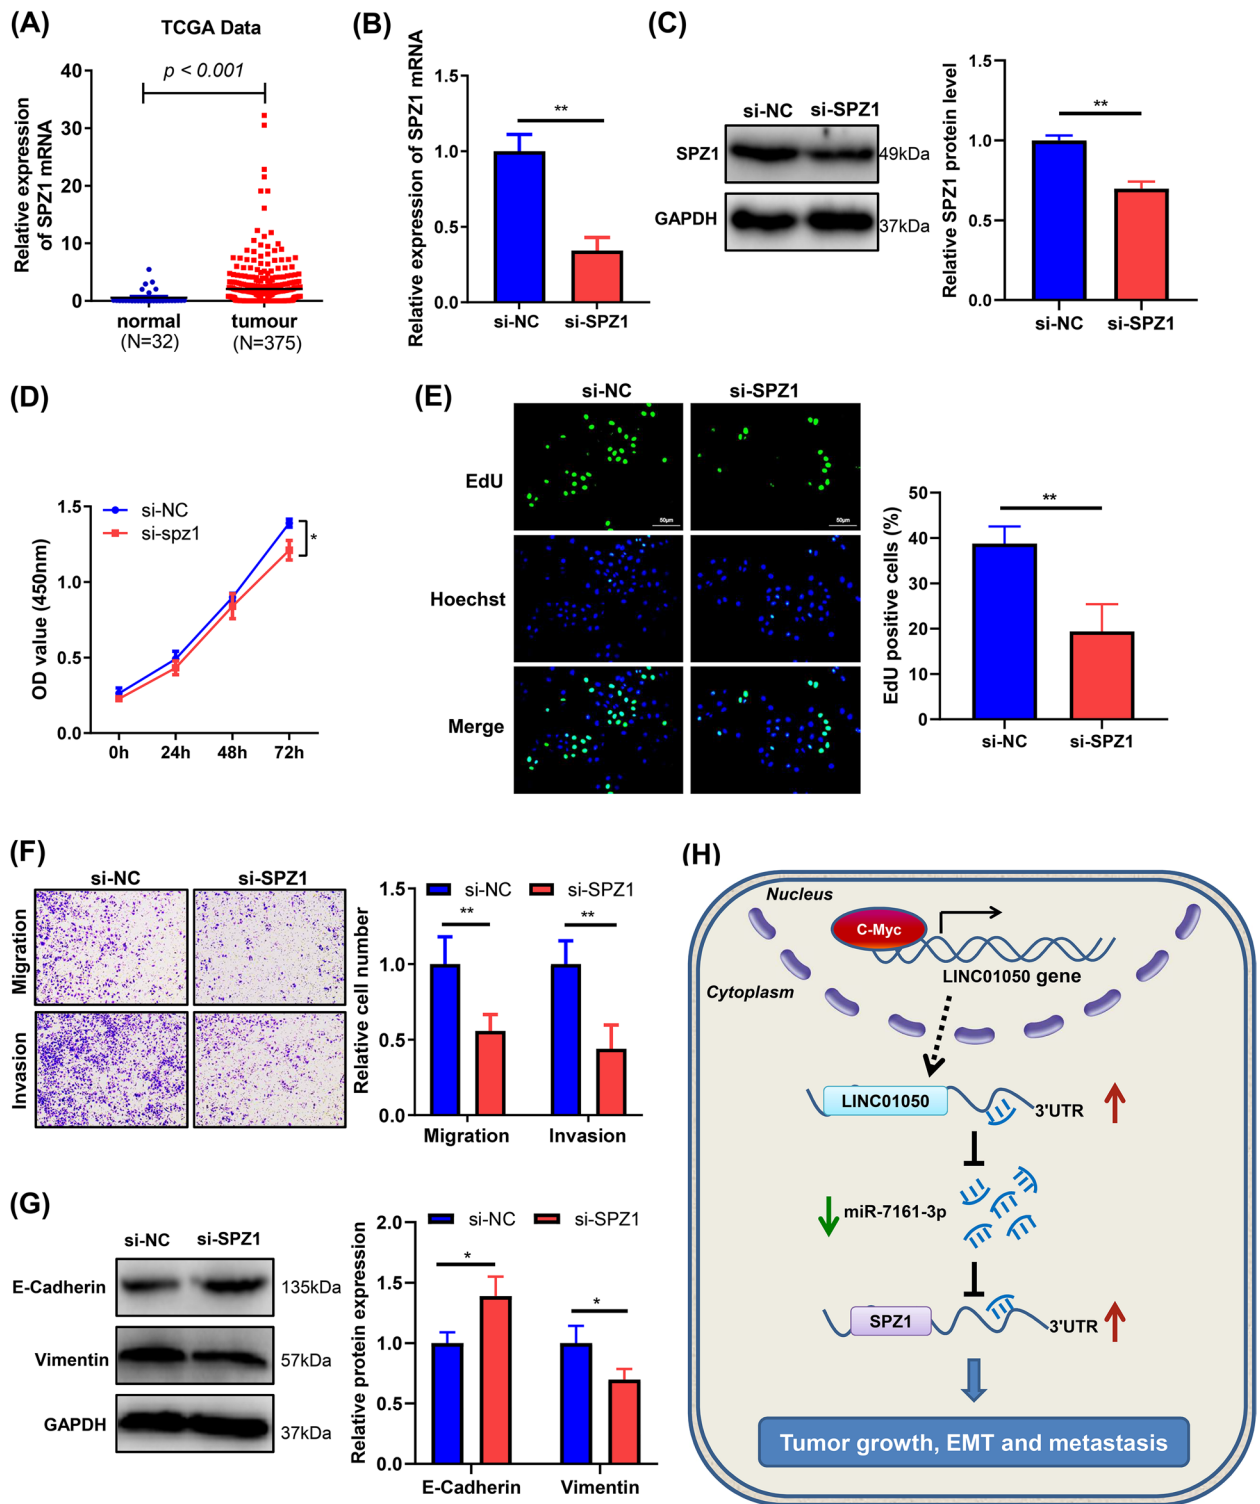 (A)
TCGA Data
p < 0.001
Relative expression
of SPZ1 mRNA
40
30
20
10
0
normal
(N=32)
tumour
(N=375)
(B)
Relative expression of SPZ1 mRNA
1.5
1.0
0.5
0.0
**
si-NC
si-SPZ1
(C)
si-NC
si-SPZ1
SPZ1
49kDa
GAPDH
37kDa
Relative SPZ1 protein level
1.5
1.0
0.5
0.0
**
si-NC
si-SPZ1
(D)
OD value (450nm)
1.5
1.0
0.5
0.0
si-NC
si-spz1
*
0h
24h
48h
72h
(E)
si-NC
si-SPZ1
EdU
50μm
50μm
Hoechst
Merge
EdU positive cells (%)
50
40
30
20
10
0
**
si-NC
si-SPZ1
(F)
si-NC
si-SPZ1
Migration
Invasion
Relative cell number
1.5
1.0
0.5
0.0
si-NC
si-SPZ1
**
**
Migration
Invasion
(G)
si-NC
si-SPZ1
E-Cadherin
135kDa
Vimentin
57kDa
GAPDH
37kDa
Relative protein expression
2.0
1.5
1.0
0.5
0.0
si-NC
si-SPZ1
*
*
E-Cadherin
Vimentin
(H)
Nucleus
C-Myc
LINC01050 gene
Cytoplasm
LINC01050
3'UTR
miR-7161-3p
SPZ1
3'UTR
Tumor growth, EMT and metastasis